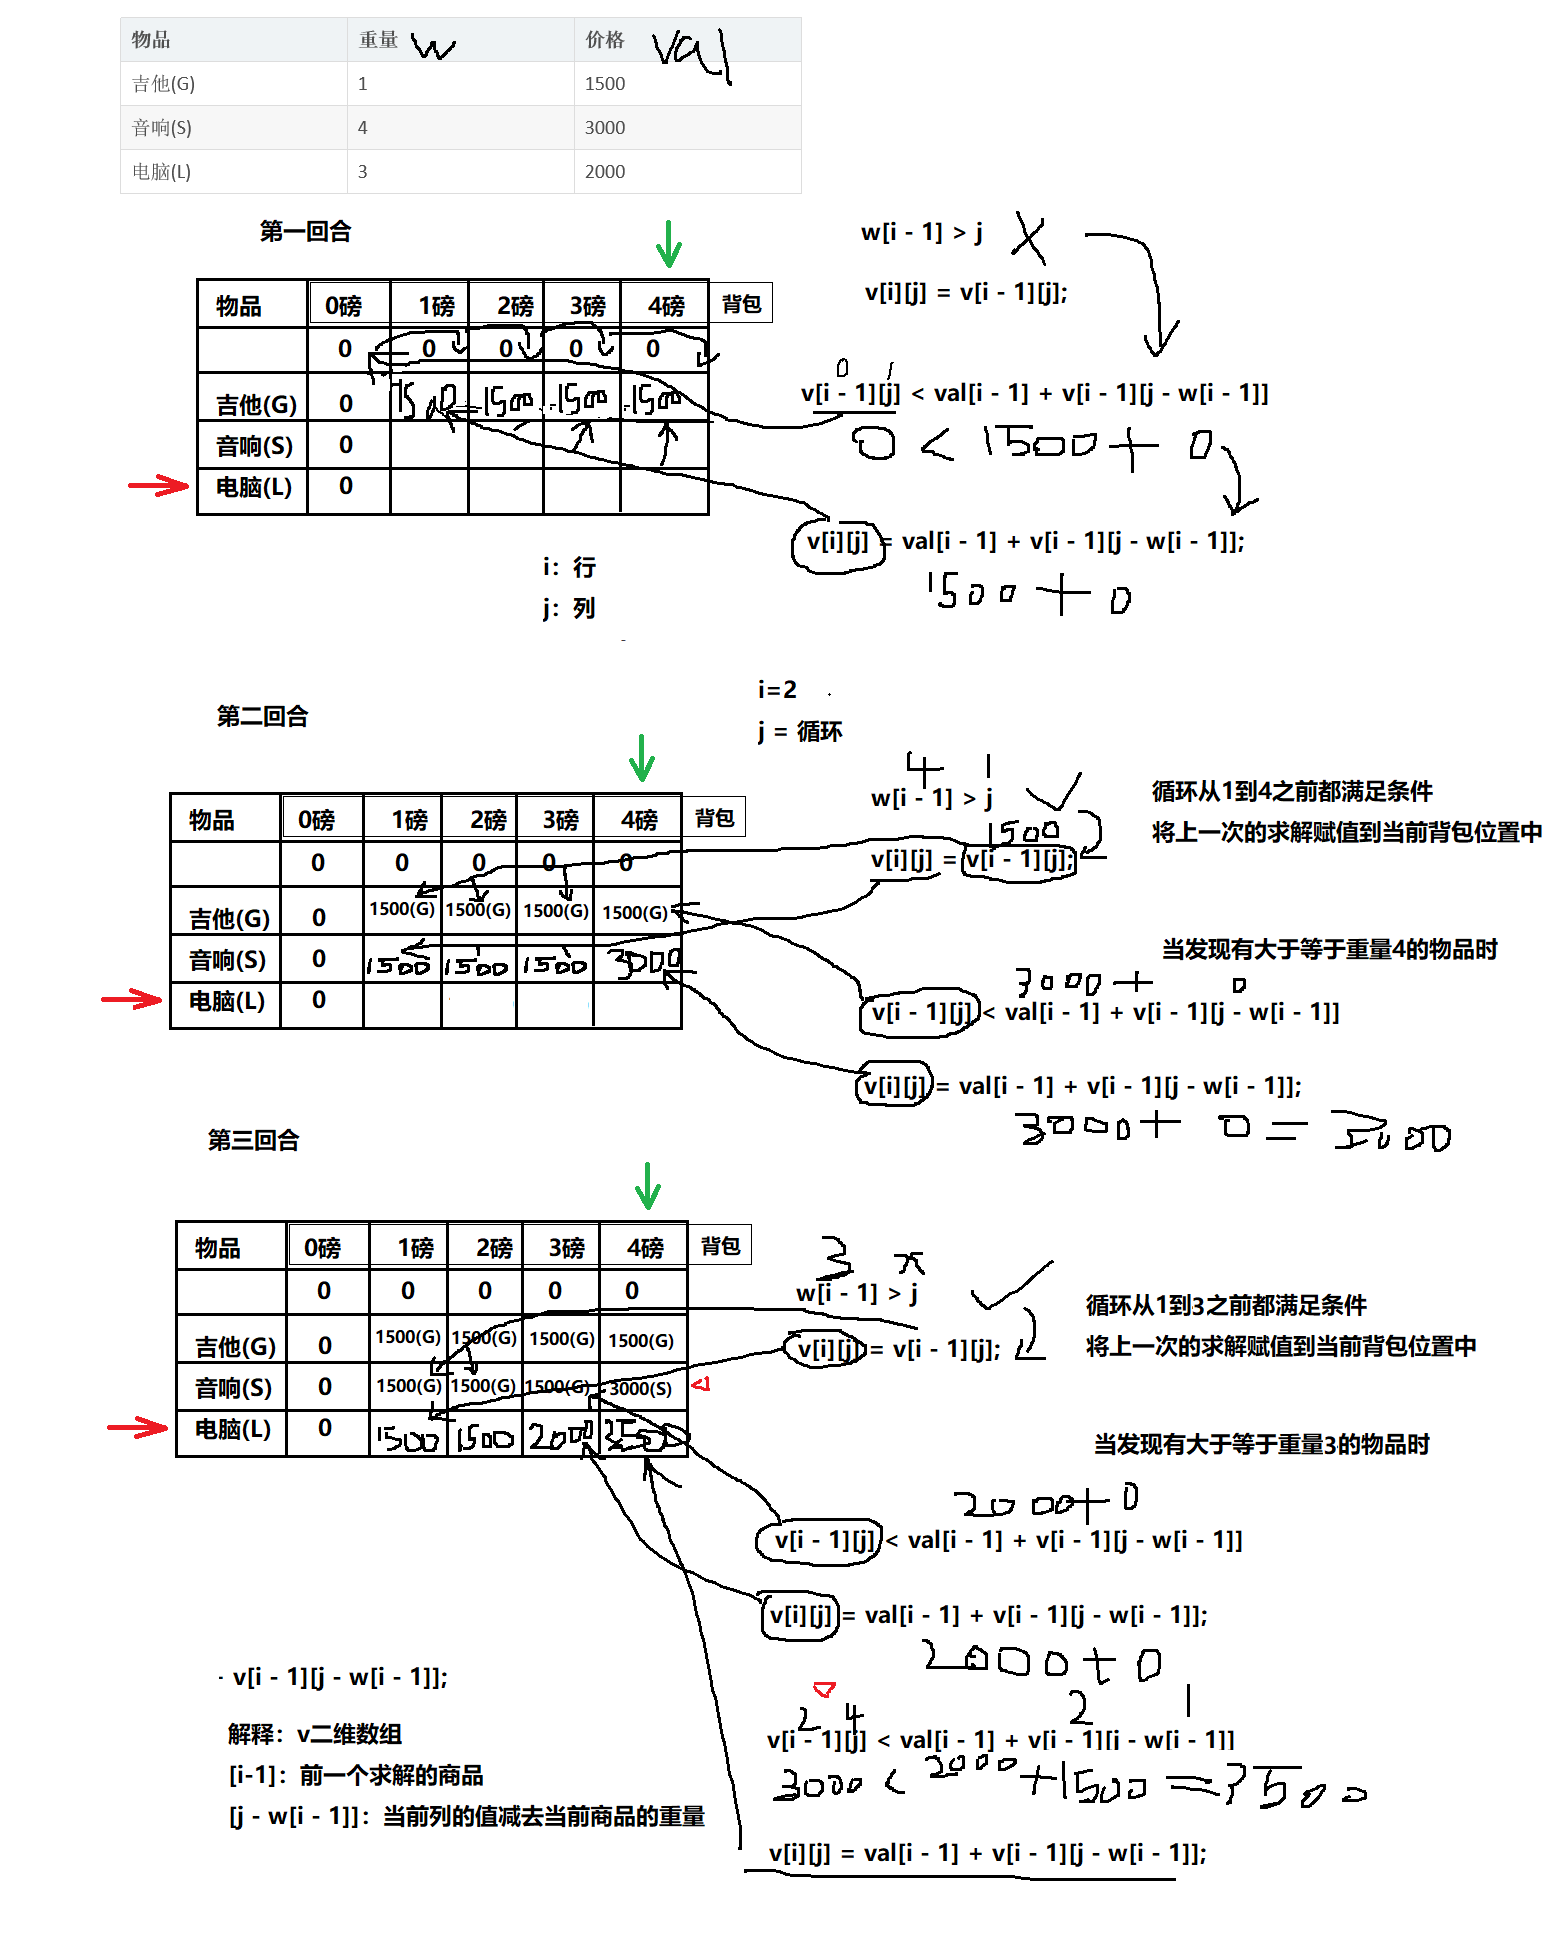 物品 重量 w 价格 val
吉他(G) 1 1500
音响(S) 4 3000
电脑(L) 3 2000
第一回合
w[i - 1] > j
v[i][j] = v[i - 1][j];
物品 0磅 1磅 2磅 3磅 4磅 背包
0 0 0 0 0
吉他(G) 0 1500 1500 1500 1500
音响(S) 0
电脑(L) 0
0 1
v[i - 1][j] < val[i - 1] + v[i - 1][j - w[i - 1]]
0 < 1500 + 0
v[i][j] = val[i - 1] + v[i - 1][j - w[i - 1]];
1500 + 0
i：行
j：列
第二回合
i=2
j = 循环
4 1
w[i - 1] > j
1500
v[i][j] = v[i - 1][j];
循环从1到4之前都满足条件
将上一次的求解赋值到当前背包位置中
物品 0磅 1磅 2磅 3磅 4磅 背包
0 0 0 0 0
吉他(G) 0 1500(G) 1500(G) 1500(G) 1500(G)
音响(S) 0 1500 1500 1500 3000
电脑(L) 0
当发现有大于等于重量4的物品时
3000 + 0
v[i - 1][j] < val[i - 1] + v[i - 1][j - w[i - 1]]
v[i][j] = val[i - 1] + v[i - 1][j - w[i - 1]];
3000 + 0 = 3000
第三回合
物品 0磅 1磅 2磅 3磅 4磅 背包
0 0 0 0 0
吉他(G) 0 1500(G) 1500(G) 1500(G) 1500(G)
音响(S) 0 1500(G) 1500(G) 1500(G) 3000(S)
电脑(L) 0 1500 1500 2000 3500
3
w[i - 1] > j
v[i][j] = v[i - 1][j];
循环从1到3之前都满足条件
将上一次的求解赋值到当前背包位置中
当发现有大于等于重量3的物品时
2000+0
v[i - 1][j] < val[i - 1] + v[i - 1][j - w[i - 1]]
v[i][j] = val[i - 1] + v[i - 1][j - w[i - 1]];
2000+0
2 4 2 1
v[i - 1][j] < val[i - 1] + v[i - 1][j - w[i - 1]]
3000 < 2000 +1500 =3500
v[i][j] = val[i - 1] + v[i - 1][j - w[i - 1]];
- v[i - 1][j - w[i - 1]];
解释：v二维数组
[i-1]：前一个求解的商品
[j - w[i - 1]]：当前列的值减去当前商品的重量